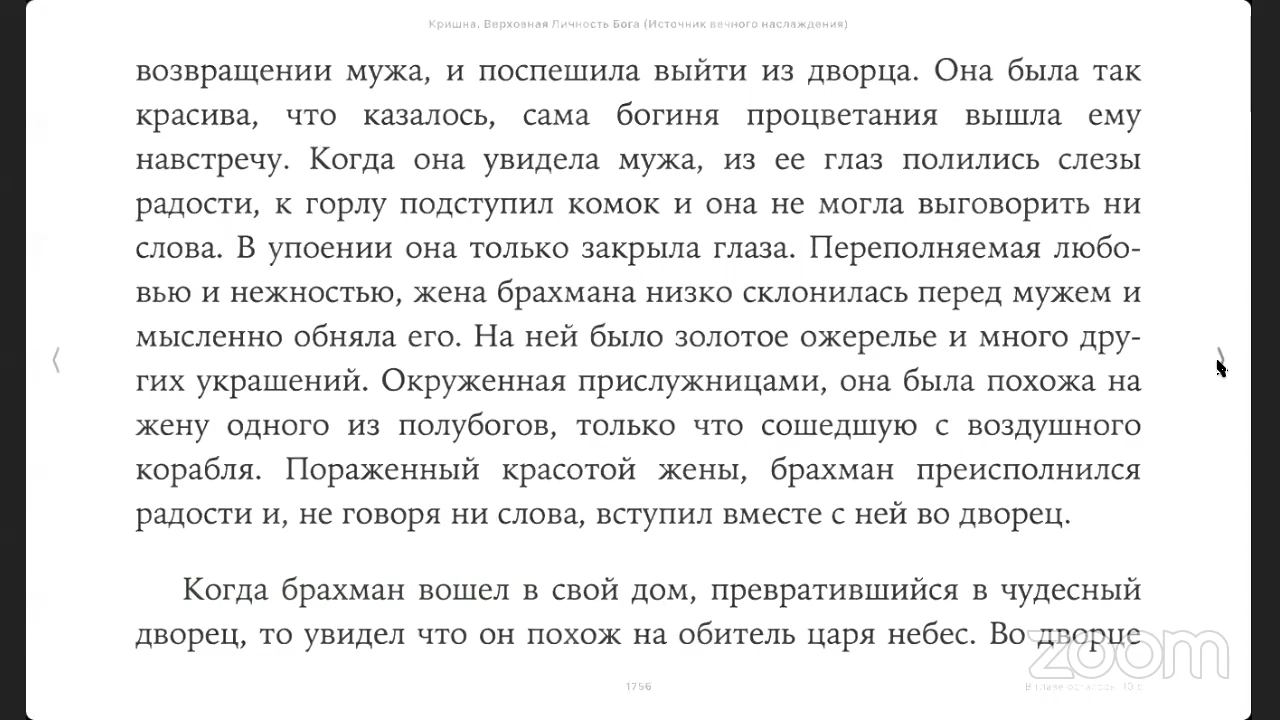 Кришна. Верховная Личность Бога (Источник вечного наслаждения)
возвращении мужа, и поспешила выйти из дворца. Она была так
красива, что казалось, сама богиня процветания вышла ему
навстречу. Когда она увидела мужа, из ее глаз полились слезы
радости, к горлу подступил комок и она не могла выговорить ни
слова. В упоении она только закрыла глаза. Переполняемая любо-
вью и нежностью, жена брахмана низко склонилась перед мужем и
мысленно обняла его. На ней было золотое ожерелье и много дру-
гих украшений. Окруженная прислужницами, она была похожа на
жену одного из полубогов, только что сошедшую с воздушного
корабля. Пораженный красотой жены, брахман преисполнился
радости и, не говоря ни слова, вступил вместе с ней во дворец.
Когда брахман вошел в свой дом, превратившийся в чудесный
дворец, то увидел что он похож на обитель царя небес. Во дворце
zoom
1756
В главе осталось: 10 с.